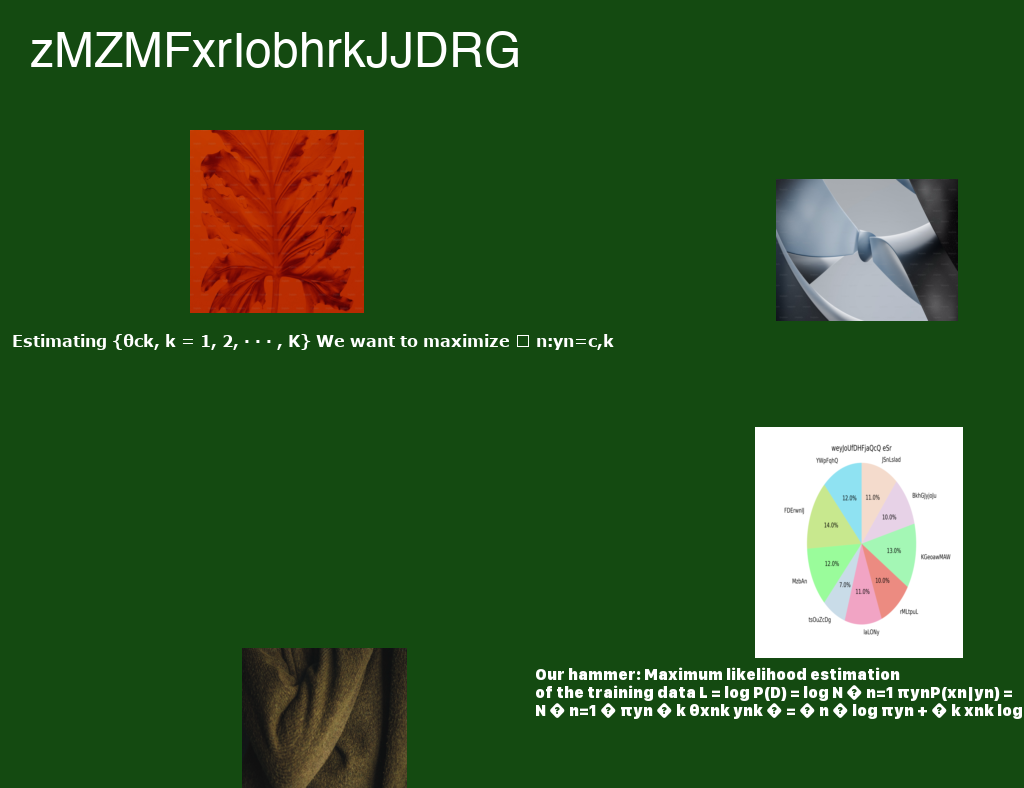 zMZMFxrIobhrkJJDRG
Estimating {θck, k = 1, 2, · · · , K} We want to maximize □ n:yn=c,k
weyJoUfDHFjaQcQ eSr
YWpFqhQ
JSnLslad
12.0%
11.0%
BkhGJyjoju
FDErwniJ
14.0%
10.0%
13.0%
KGeoawMAW
12.0%
MzbAn
7.0%
11.0%
10.0%
rMLtpuL
tsOuZcDg
laLONy
Our hammer: Maximum likelihood estimation
of the training data L = log P(D) = log N � n=1 πynP(xn|yn) =
N � n=1 � πyn � k θxnk ynk � = � n � log πyn + � k xnk log